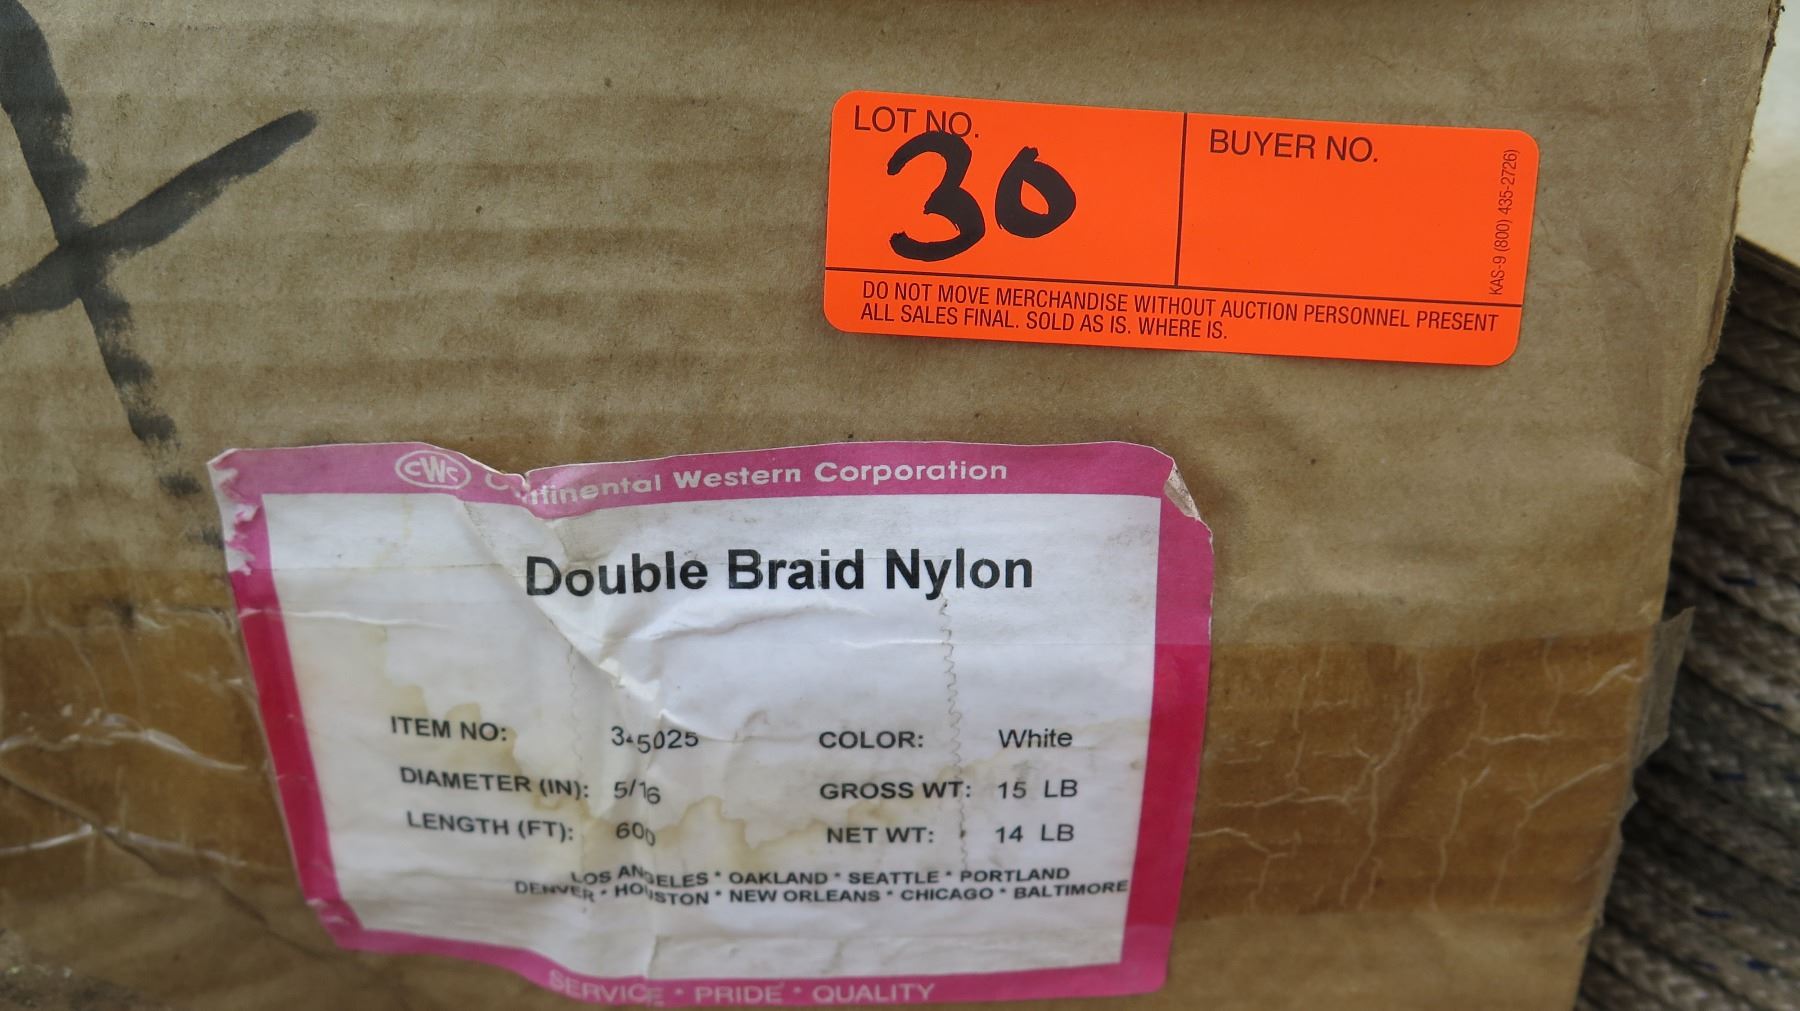 LOT NO.
30
BUYER NO.
KAS-9 (800) 435-2726)
DO NOT MOVE MERCHANDISE WITHOUT AUCTION PERSONNEL PRESENT
ALL SALES FINAL. SOLD AS IS. WHERE IS.
CWC Continental Western Corporation
Double Braid Nylon
ITEM NO: 345025 COLOR: White
DIAMETER (IN): 5/16 GROSS WT: 15 LB
LENGTH (FT): 600 NET WT: 14 LB
LOS ANGELES * OAKLAND * SEATTLE * PORTLAND
DENVER * HOUSTON * NEW ORLEANS * CHICAGO * BALTIMORE
SERVICE * PRIDE * QUALITY